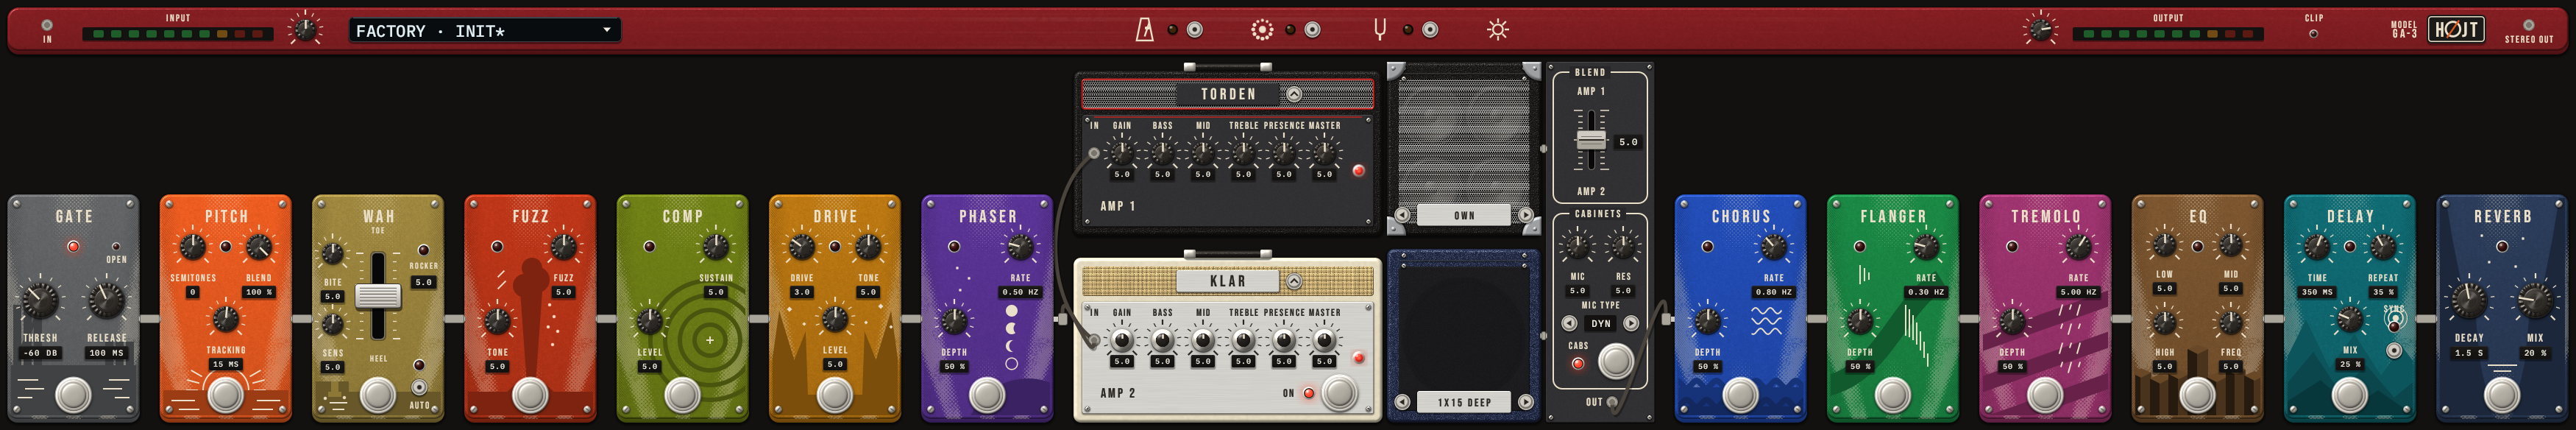 INPUT
IN
FACTORY · INIT*
OUTPUT
CLIP
MODEL
GA-3
HØJT
STEREO OUT
GATE
OPEN
THRESH
-60 DB
RELEASE
100 MS
PITCH
SEMITONES
0
BLEND
100 %
TRACKING
15 MS
WAH
TOE
BITE
5.0
ROCKER
5.0
SENS
5.0
HEEL
AUTO
FUZZ
FUZZ
5.0
TONE
5.0
COMP
SUSTAIN
5.0
LEVEL
5.0
DRIVE
DRIVE
3.0
TONE
5.0
LEVEL
5.0
PHASER
RATE
0.50 HZ
DEPTH
50 %
TORDEN
IN GAIN BASS MID TREBLE PRESENCE MASTER
5.0 5.0 5.0 5.0 5.0 5.0
AMP 1
KLAR
IN GAIN BASS MID TREBLE PRESENCE MASTER
5.0 5.0 5.0 5.0 5.0 5.0
AMP 2
ON
OWN
1X15 DEEP
BLEND
AMP 1
5.0
AMP 2
CABINETS
MIC
5.0
RES
5.0
MIC TYPE
DYN
CABS
OUT
CHORUS
RATE
0.80 HZ
DEPTH
50 %
FLANGER
RATE
0.30 HZ
DEPTH
50 %
TREMOLO
RATE
5.00 HZ
DEPTH
50 %
EQ
LOW
5.0
MID
5.0
HIGH
5.0
FREQ
5.0
DELAY
TIME
350 MS
REPEAT
35 %
SYNC
MIX
25 %
REVERB
DECAY
1.5 S
MIX
20 %